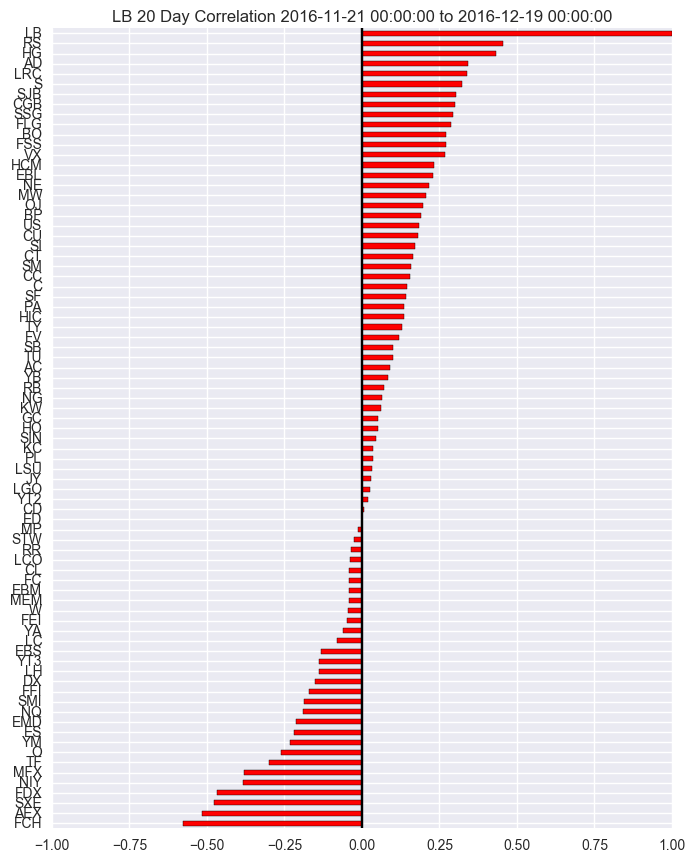 LB 20 Day Correlation 2016-11-21 00:00:00 to 2016-12-19 00:00:00
LB
RS
HG
AD
LRC
S
SJB
CGB
SSG
FLG
BO
FSS
VX
HCM
EBL
NE
MW
OJ
BP
US
CU
SI
CT
SM
CC
C
SF
PA
HIC
TY
FV
SB
TU
AC
YB
RB
NG
KW
GC
HO
SIN
KC
PL
LSU
JY
LGO
YT2
CD
ED
MP
STW
RR
LCO
CL
FC
EBM
MEM
W
FEI
YA
LC
EBS
YT3
LH
DX
FFI
SMI
NQ
EMD
ES
YM
O
TF
MFX
NIY
FDX
SXE
AEX
FCH
−1.00 −0.75 −0.50 −0.25 0.00 0.25 0.50 0.75 1.00